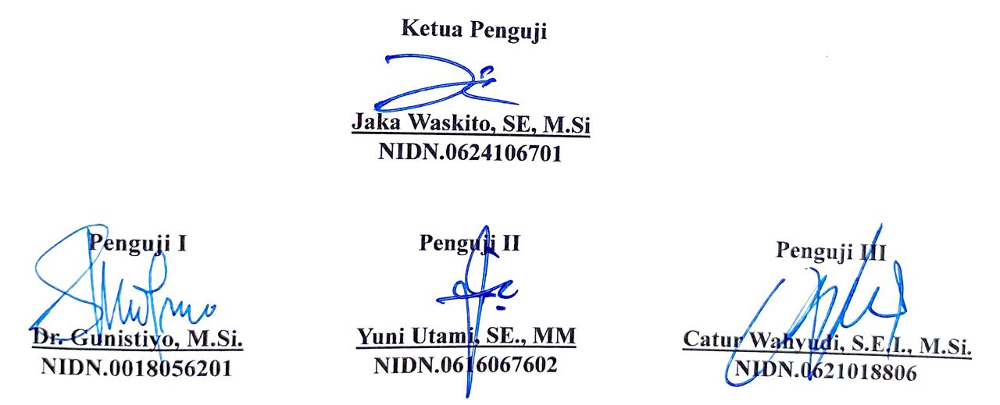 Ketua Penguji
Jaka Waskito, SE, M.Si
NIDN.0624106701
Penguji I
Dr. Gunistiyo, M.Si.
NIDN.0018056201
Penguji II
Yuni Utami, SE., MM
NIDN.0616067602
Penguji III
Catur Wahyudi, S.E.I., M.Si.
NIDN.0621018806